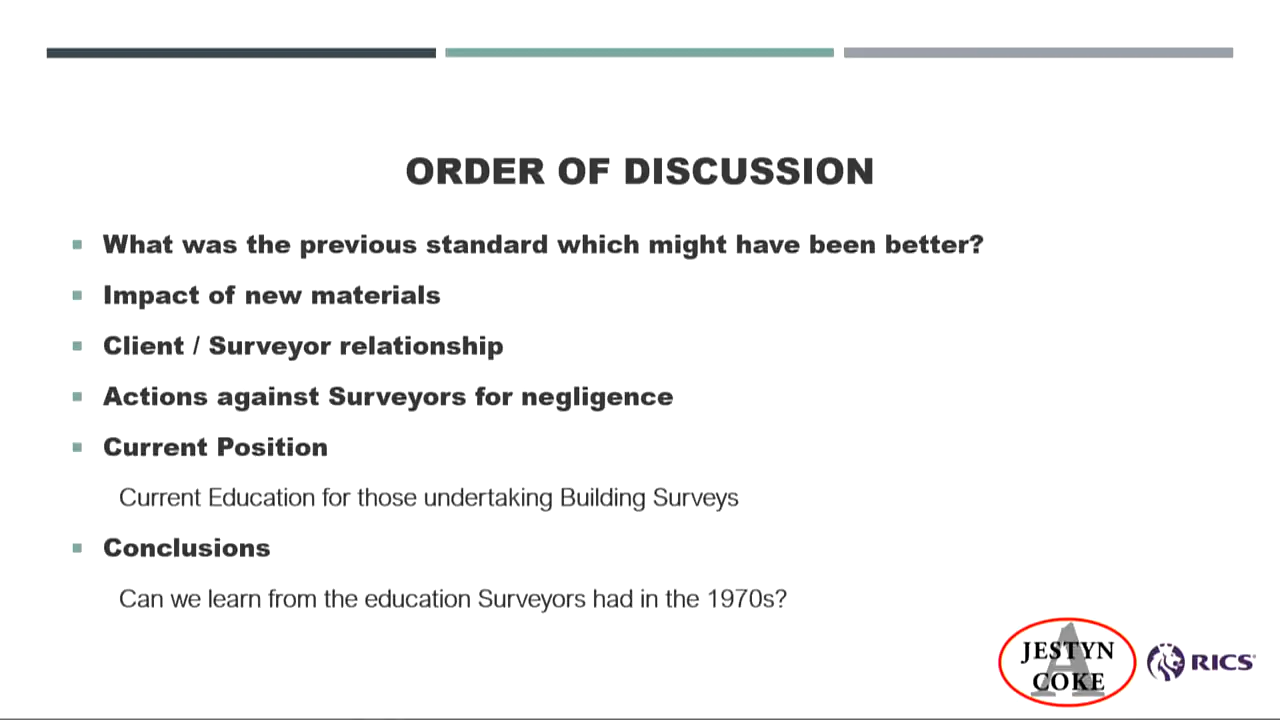 ORDER OF DISCUSSION
What was the previous standard which might have been better?
Impact of new materials
Client / Surveyor relationship
Actions against Surveyors for negligence
Current Position
Current Education for those undertaking Building Surveys
Conclusions
Can we learn from the education Surveyors had in the 1970s?
A
JESTYN
COKE
RICS